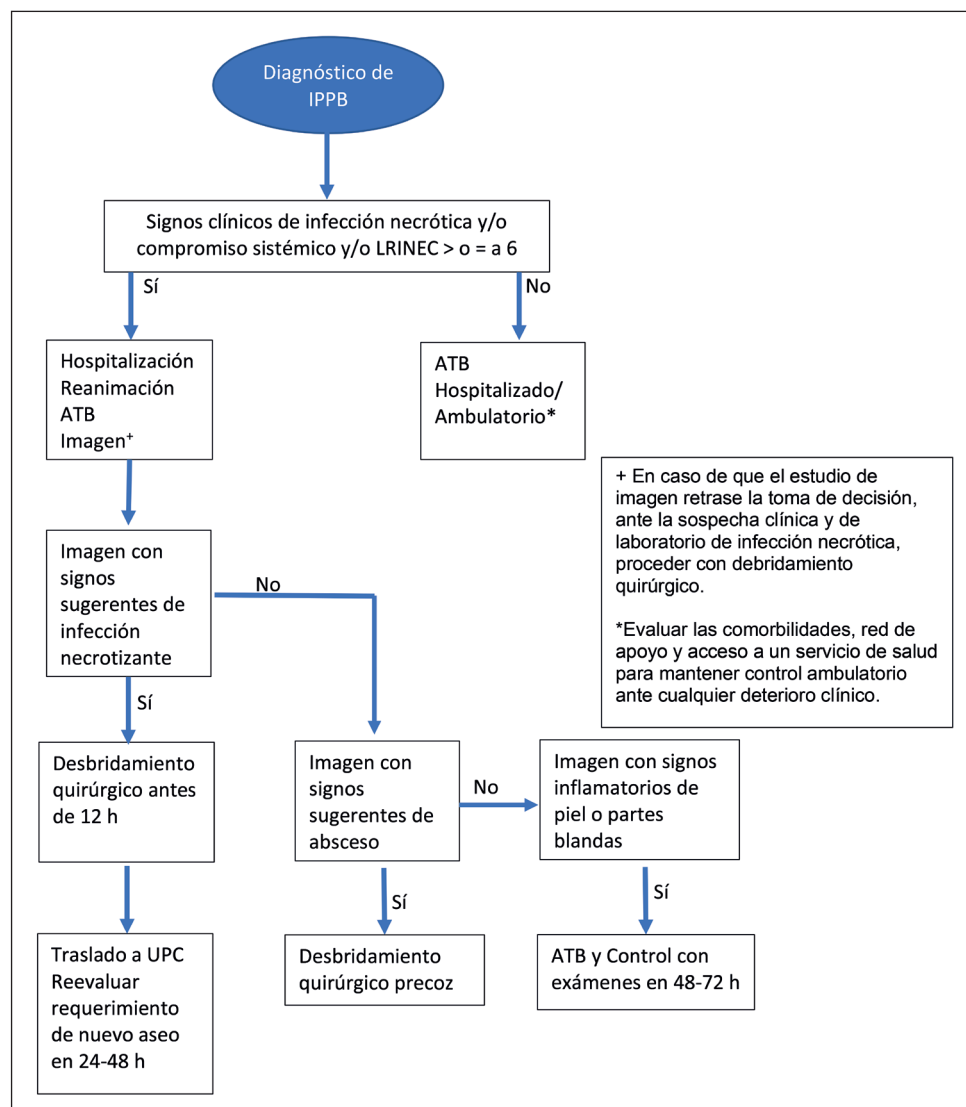 Diagnóstico de
IPPB
Signos clínicos de infección necrótica y/o
compromiso sistémico y/o LRINEC > o = a 6
Sí
No
Hospitalización
Reanimación
ATB
Imagen+
ATB
Hospitalizado/
Ambulatorio*
+ En caso de que el estudio de
imagen retrase la toma de decisión,
ante la sospecha clínica y de
laboratorio de infección necrótica,
proceder con debridamiento
quirúrgico.
*Evaluar las comorbilidades, red de
apoyo y acceso a un servicio de salud
para mantener control ambulatorio
ante cualquier deterioro clínico.
Imagen con
signos
sugerentes de
infección
necrotizante
No
Sí
Desbridamiento
quirúrgico antes
de 12 h
Imagen con
signos
sugerentes de
absceso
No
Imagen con signos
inflamatorios de
piel o partes
blandas
Sí
Sí
Traslado a UPC
Reevaluar
requerimiento
de nuevo aseo
en 24-48 h
Desbridamiento
quirúrgico precoz
ATB y Control con
exámenes en 48-72 h